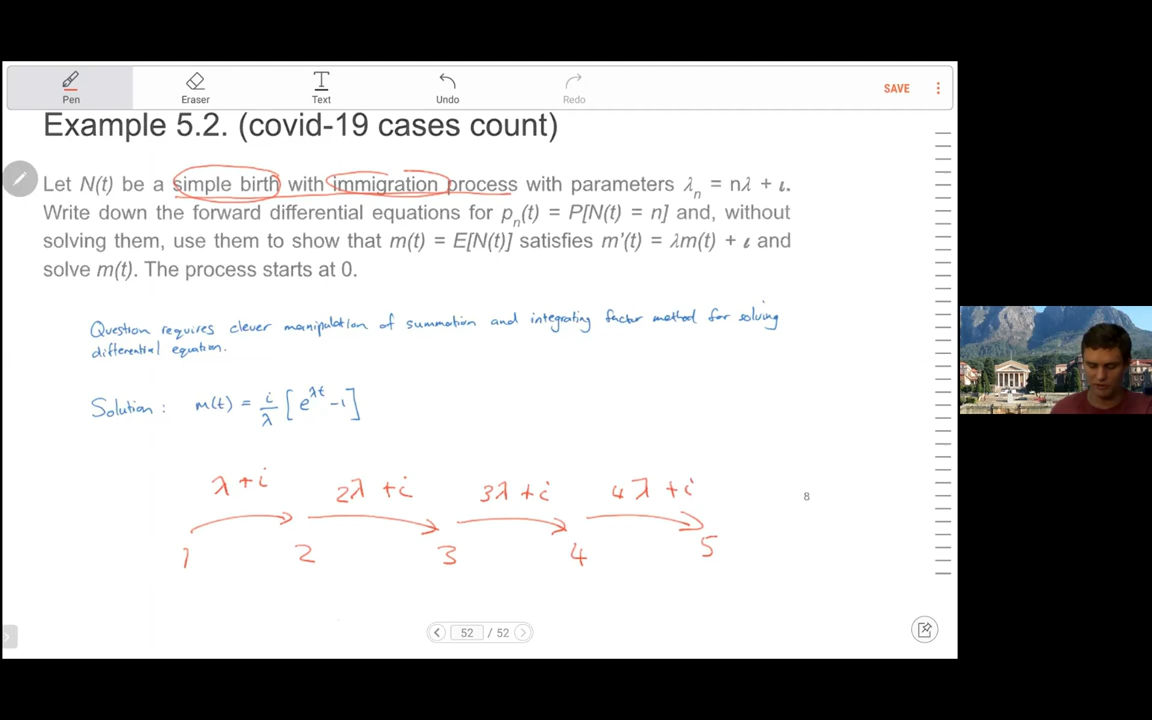 Pen Eraser Text Undo Redo SAVE
Example 5.2. (covid-19 cases count)
Let N(t) be a simple birth with immigration process with parameters λₙ = nλ + ι.
Write down the forward differential equations for pₙ(t) = P[N(t) = n] and, without
solving them, use them to show that m(t) = E[N(t)] satisfies m'(t) = λm(t) + ι and
solve m(t). The process starts at 0.
Question requires clever manipulation of summation and integrating factor method for solving
differential equation.
Solution : m(t) = i/λ [e^λt -1]
λ+i 2λ+i 3λ+i 4λ+i
8
1 2 3 4 5
52 / 52